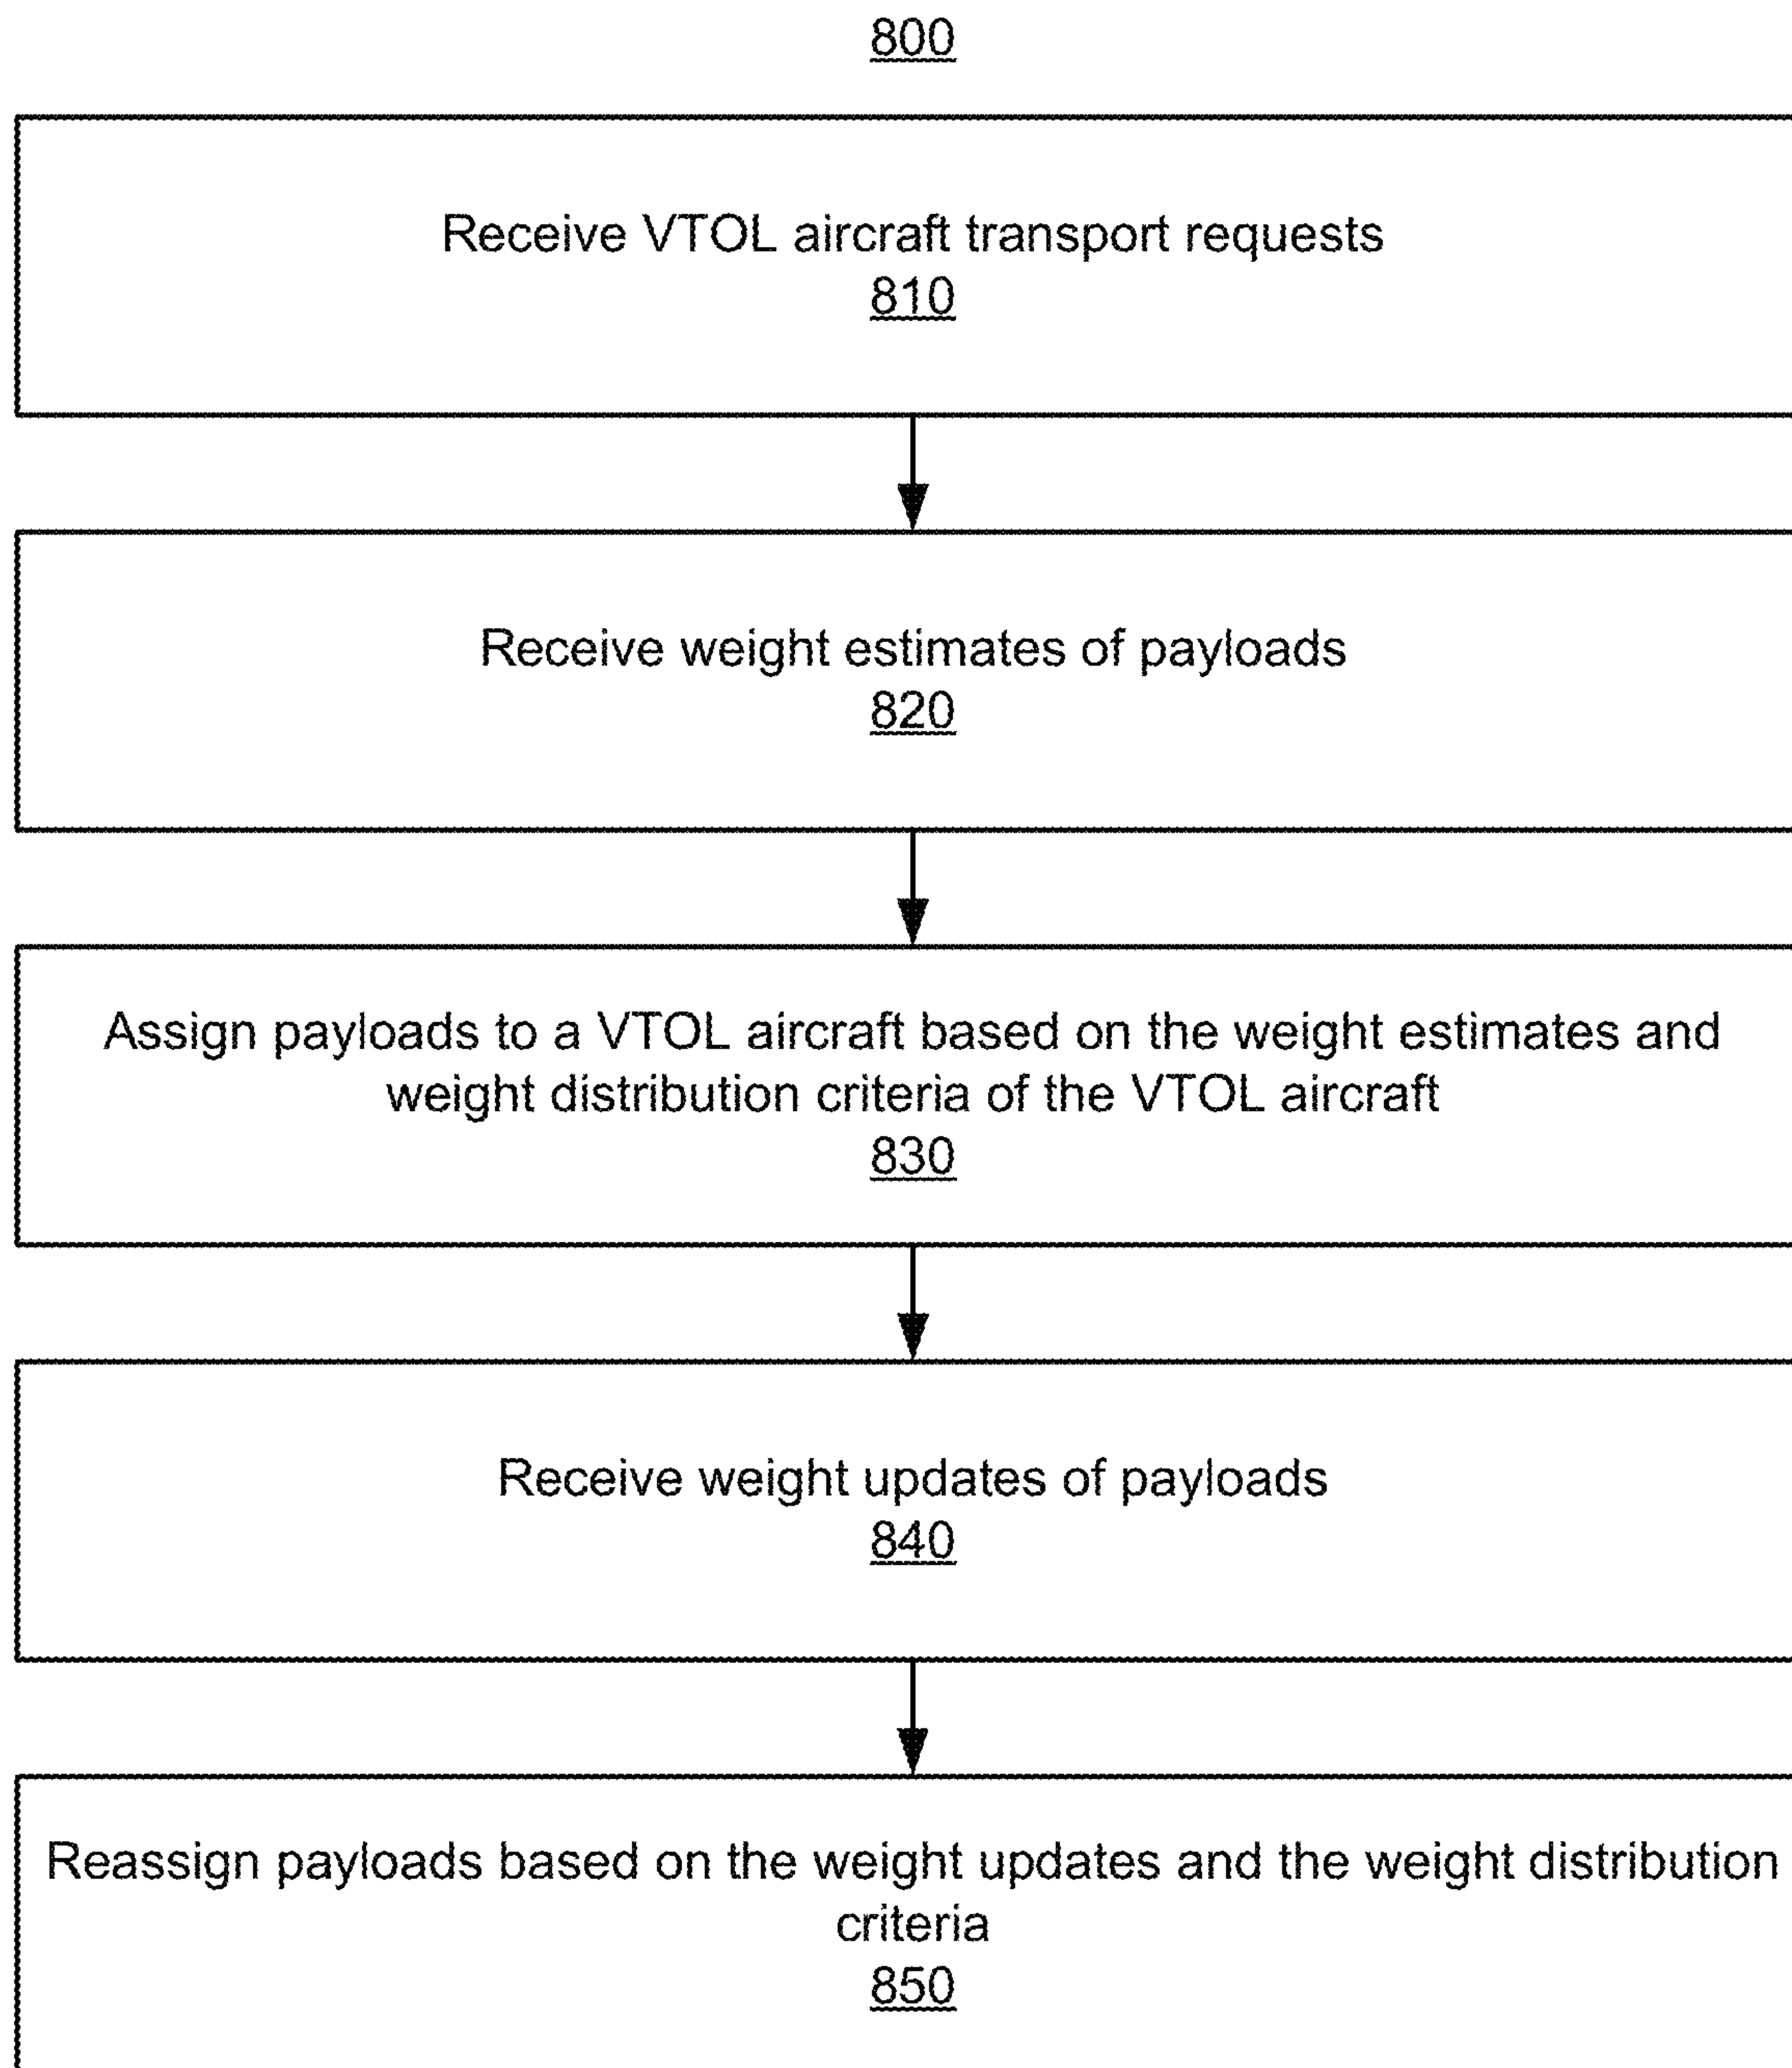 800
Receive VTOL aircraft transport requests
810
Receive weight estimates of payloads
820
Assign payloads to a VTOL aircraft based on the weight estimates and
weight distribution criteria of the VTOL aircraft
830
Receive weight updates of payloads
840
Reassign payloads based on the weight updates and the weight distribution
criteria
850